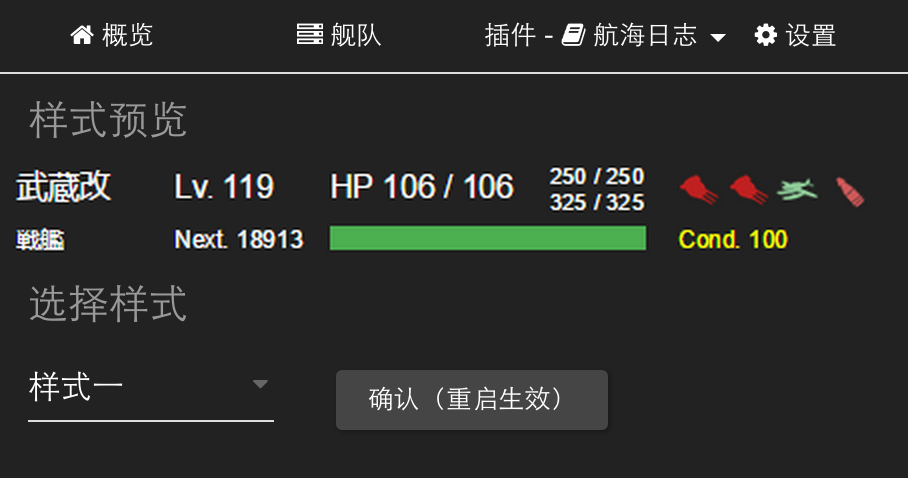 概览 舰队 插件 - 航海日志 设置
样式预览
武蔵改 Lv. 119 HP 106 / 106 250 / 250
325 / 325
戦艦 Next. 18913 Cond. 100
选择样式
样式一 确认（重启生效）